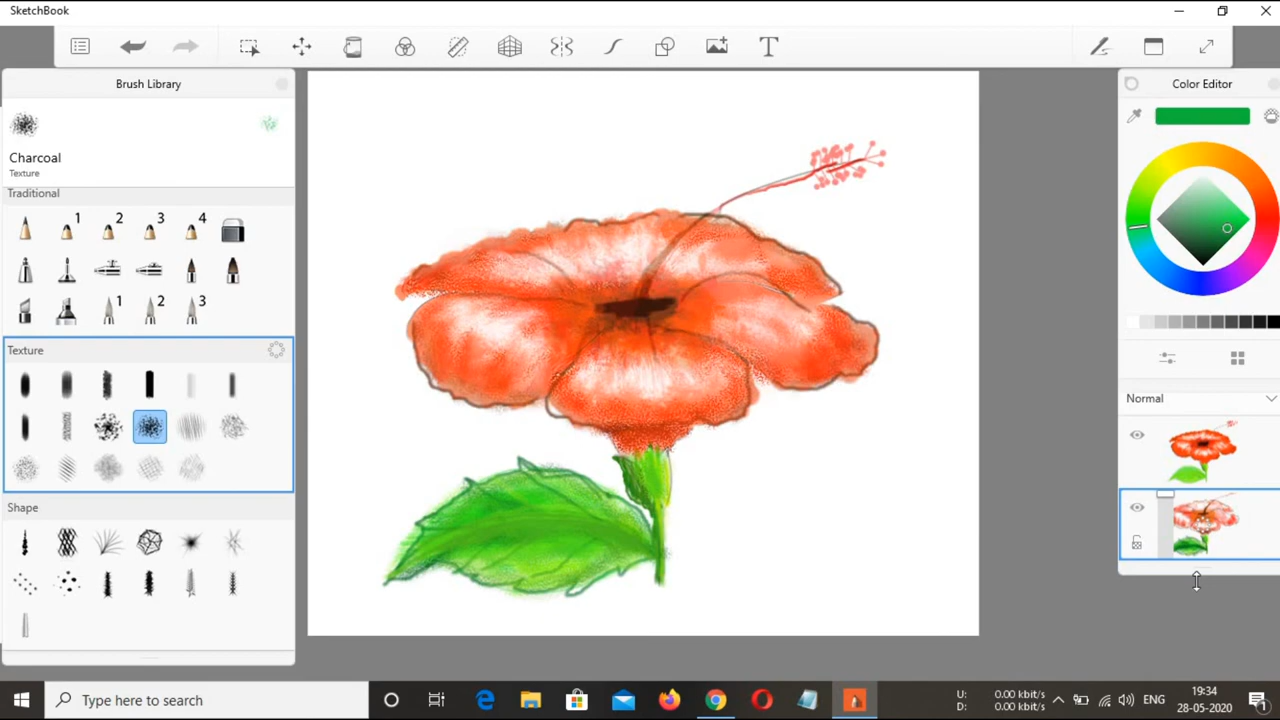 SketchBook
T
Brush Library
Color Editor
Charcoal
Texture
Traditional
1 2 3 4
1 2 3
Texture
Normal
Shape
Type here to search
U: 0.00 kbit/s
D: 0.00 kbit/s
ENG
19:34
28-05-2020
1